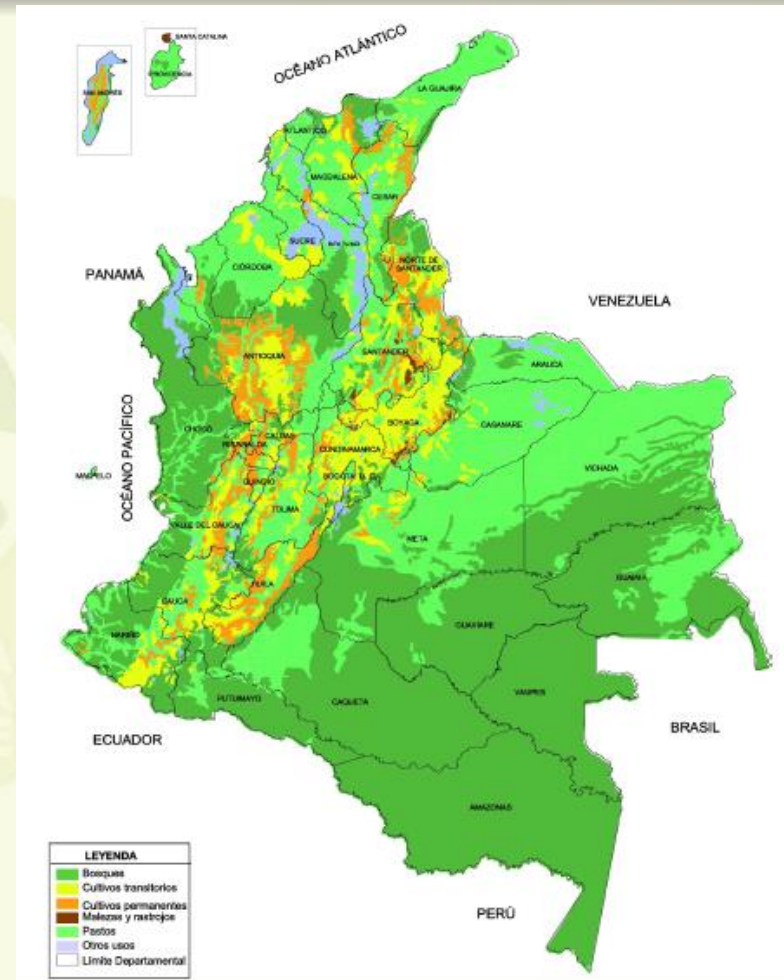 SANTA CATALINA
PROVIDENCIA
SAN ANDRES
OCÉANO ATLÁNTICO
LA GUAJIRA
ATLANTICO
MAGDALENA
CESAR
SUCRE
BOLIVAR
CÓRDOBA
NORTE DE
SANTANDER
PANAMÁ
VENEZUELA
ANTIOQUIA
SANTANDER
ARAUCA
CHOCÓ
BOYACA
CASANARE
OCÉANO PACÍFICO
CALDAS
RISARALDA
CUNDINAMARCA
VICHADA
MALPELO
QUINDIO
BOGOTA D. C.
TOLIMA
VALLE DEL CAUCA
META
HUILA
GUAINIA
CAUCA
GUAVIARE
NARIÑO
VAUPES
PUTUMAYO
CAQUETA
ECUADOR
BRASIL
AMAZONAS
PERÚ
LEYENDA
Bosques
Cultivos transitorios
Cultivos permanentes
Malezas y rastrojos
Pastos
Otros usos
Limite Departamental